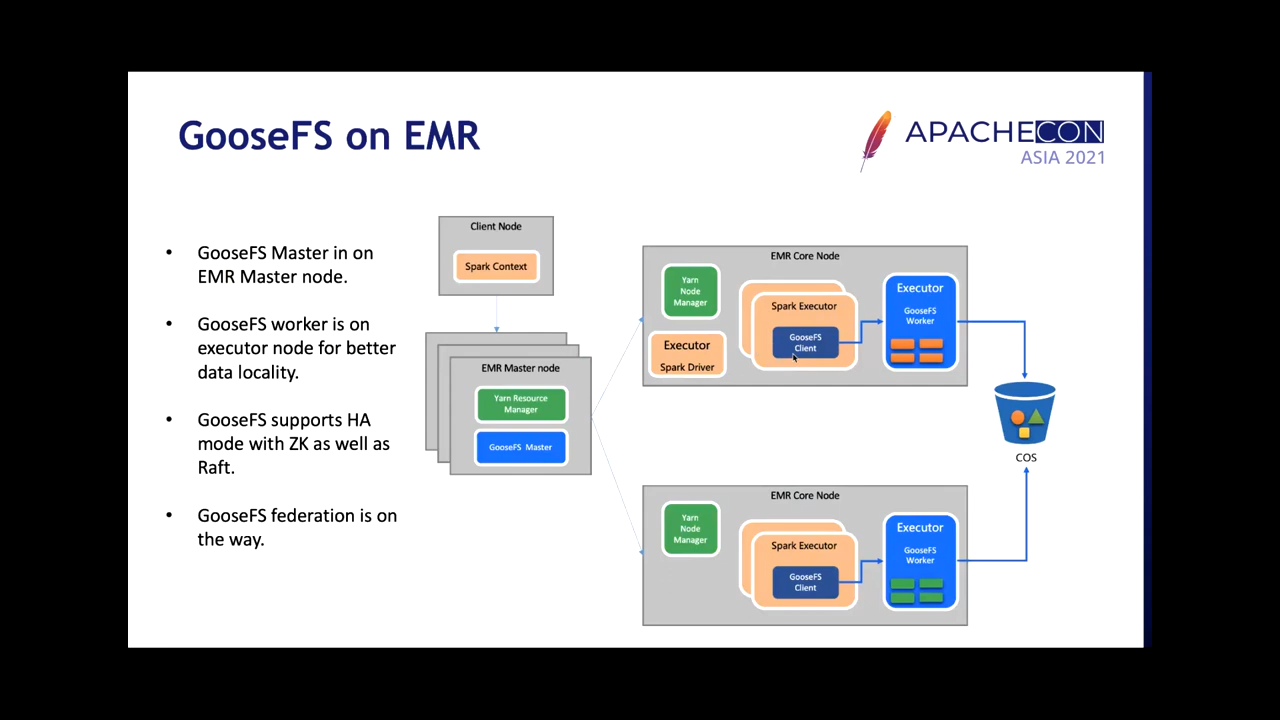 GooseFS on EMR
APACHECON
ASIA 2021
• GooseFS Master in on
EMR Master node.
• GooseFS worker is on
executor node for better
data locality.
• GooseFS supports HA
mode with ZK as well as
Raft.
• GooseFS federation is on
the way.
Client Node
Spark Context
EMR Master node
Yarn Resource
Manager
GooseFS Master
EMR Core Node
Yarn
Node
Manager
Executor
Spark Driver
Spark Executor
GooseFS
Client
Executor
GooseFS
Worker
COS
EMR Core Node
Yarn
Node
Manager
Spark Executor
GooseFS
Client
Executor
GooseFS
Worker